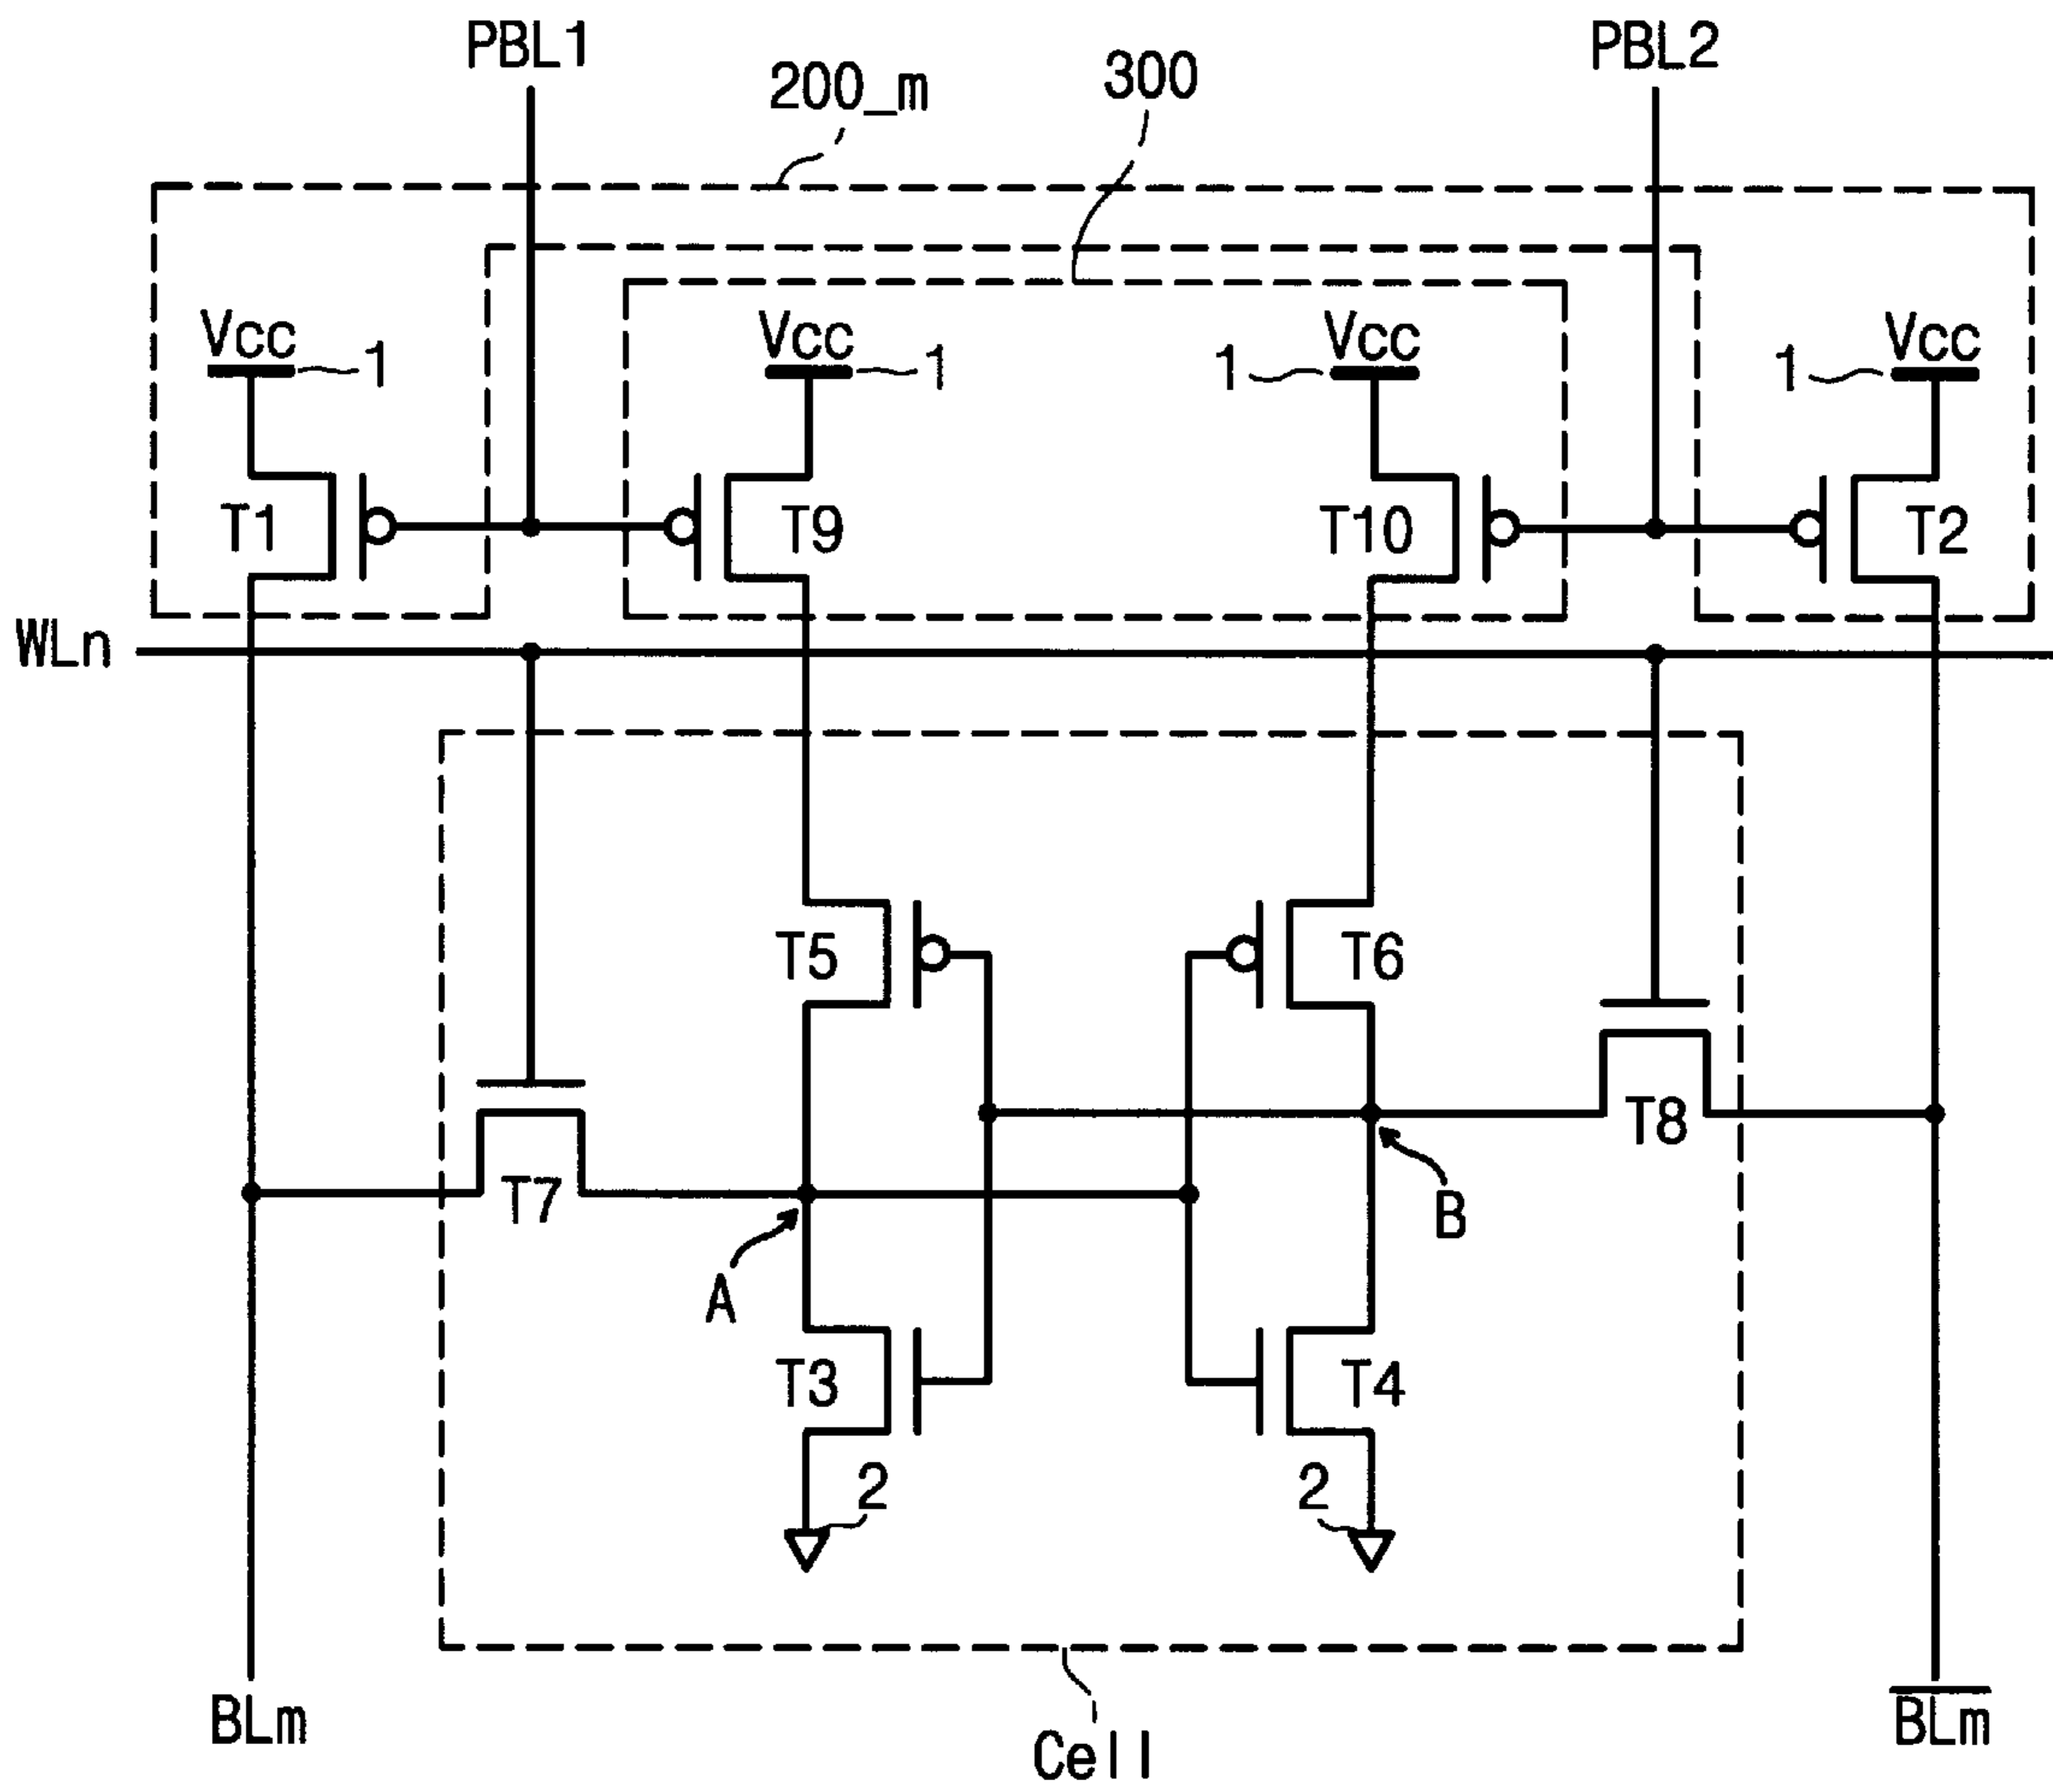 PBL1
PBL2
200_m
300
Vcc
1
Vcc
1
1
Vcc
1
Vcc
T1
T9
T10
T2
WLn
T5
T6
T7
T8
A
B
T3
T4
2
2
BLm
B̅L̅m̅
Cell